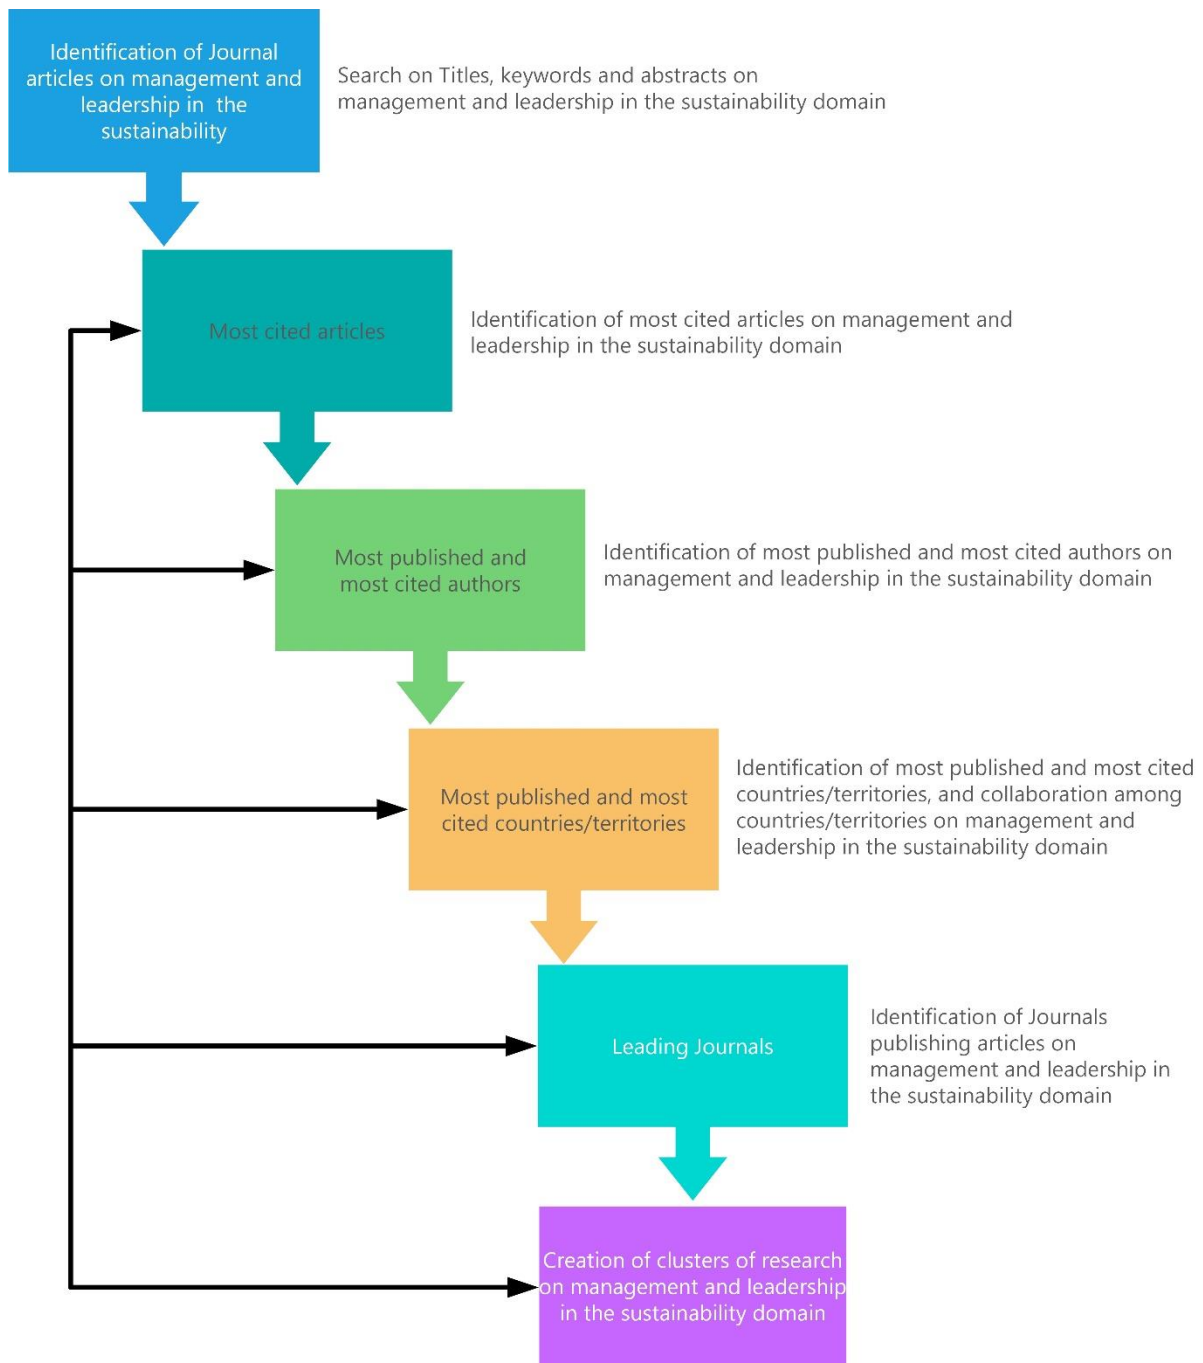 Identification of Journal
articles on management and
leadership in the
sustainability
Search on Titles, keywords and abstracts on
management and leadership in the sustainability domain
Most cited articles
Identification of most cited articles on management and
leadership in the sustainability domain
Most published and
most cited authors
Identification of most published and most cited authors on
management and leadership in the sustainability domain
Most published and most
cited countries/territories
Identification of most published and most cited
countries/territories, and collaboration among
countries/territories on management and
leadership in the sustainability domain
Leading Journals
Identification of Journals
publishing articles on
management and leadership in
the sustainability domain
Creation of clusters of research
on management and leadership
in the sustainability domain